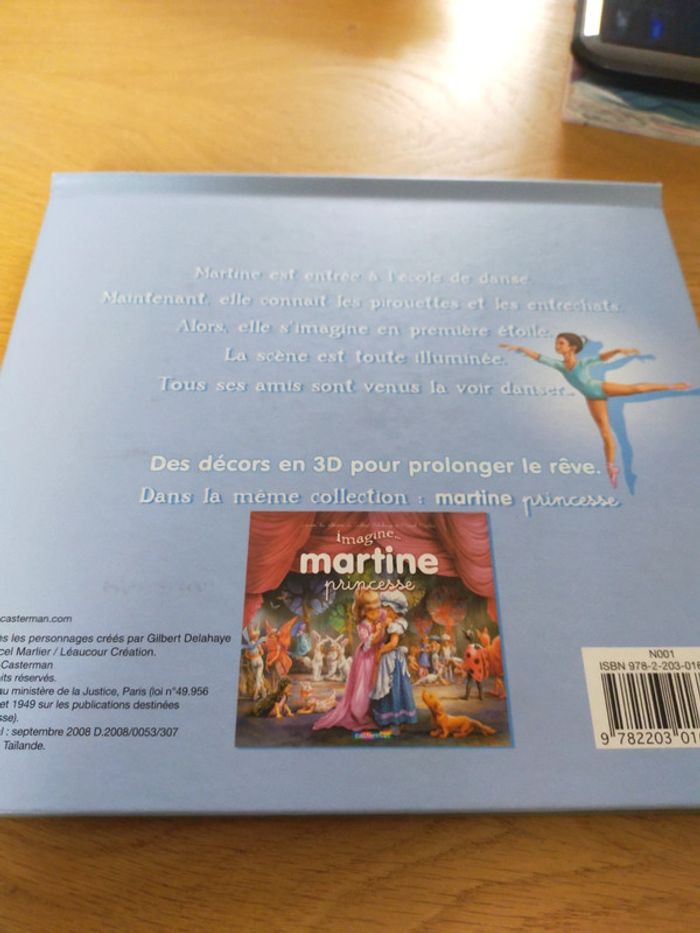 Martine est entrée à l'école de danse.
Maintenant, elle connaît les pirouettes et les entrechats.
Alors, elle s'imagine en première étoile.
La scène est toute illuminée.
Tous ses amis sont venus la voir danser...
Des décors en 3D pour prolonger le rêve.
Dans la même collection : martine princesse
imagine...
martine
princesse
casterman.com
les personnages créés par Gilbert Delahaye
cel Marlier / Léaucour Création.
Casterman
its réservés.
au ministère de la Justice, Paris (loi n°49.956
et 1949 sur les publications destinées
sse).
l : septembre 2008 D.2008/0053/307
Taïlande.
N001
ISBN 978-2-203-016
9 782203 01